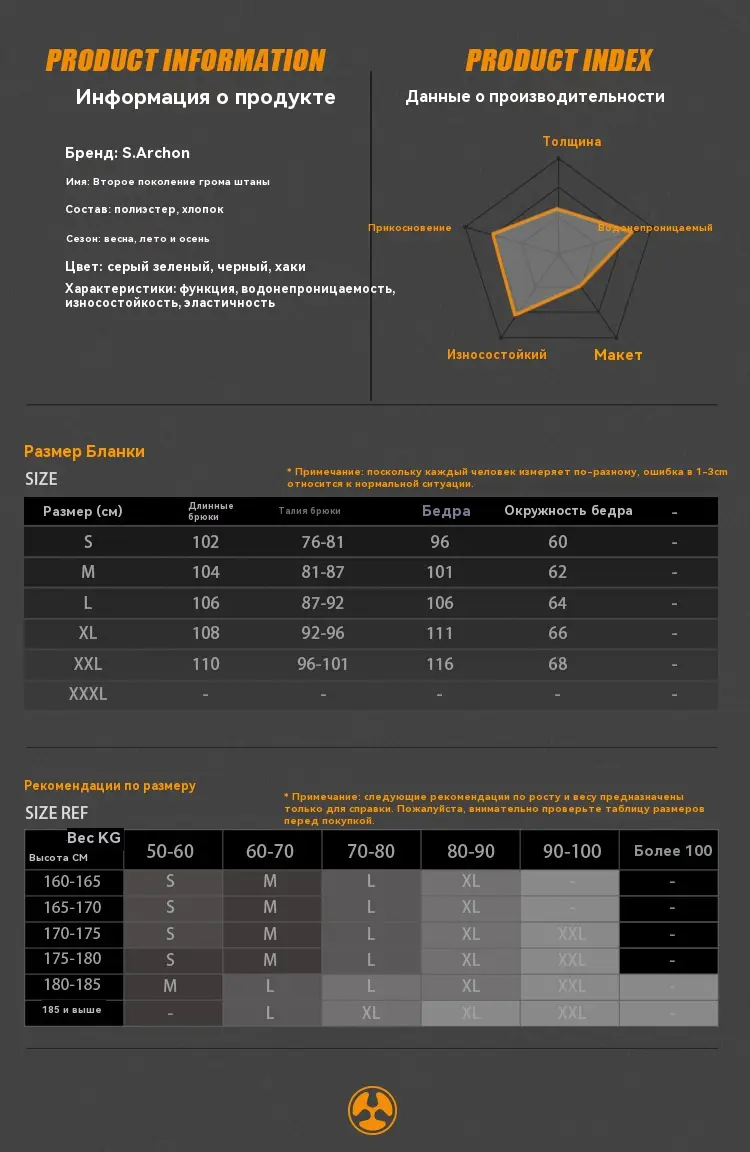 PRODUCT INFORMATION
Информация о продукте
Бренд: S.Archon
Имя: Второе поколение грома штаны
Состав: полиэстер, хлопок
Сезон: весна, лето и осень
Цвет: серый зеленый, черный, хаки
Характеристики: функция, водонепроницаемость,
износостойкость, эластичность
PRODUCT INDEX
Данные о производительности
Толщина
Прикосновение
Водонепроницаемый
Износостойкий
Макет
Размер Бланки
SIZE
* Примечание: поскольку каждый человек измеряет по-разному, ошибка в 1-3cm
относится к нормальной ситуации.
Размер (см) Длинные брюки Талия брюки Бедра Окружность бедра -
S 102 76-81 96 60 -
M 104 81-87 101 62 -
L 106 87-92 106 64 -
XL 108 92-96 111 66 -
XXL 110 96-101 116 68 -
XXXL - - - - -
Рекомендации по размеру
SIZE REF
* Примечание: следующие рекомендации по росту и весу предназначены
только для справки. Пожалуйста, внимательно проверьте таблицу размеров
перед покупкой.
Вес KG
Высота СМ 50-60 60-70 70-80 80-90 90-100 Более 100
160-165 S M L XL - -
165-170 S M L XL - -
170-175 S M L XL XXL -
175-180 S M L XL XXL -
180-185 M L L XL XXL -
185 и выше - L XL XL XXL -